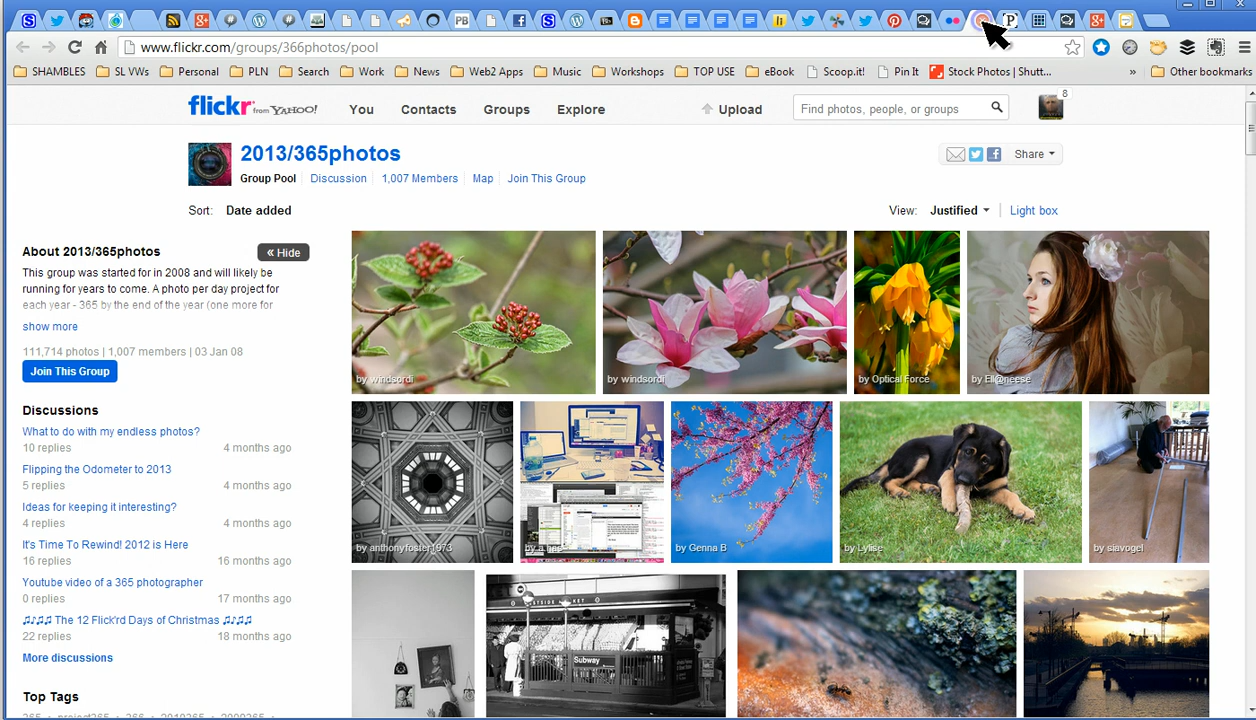 www.flickr.com/groups/366photos/pool
SHAMBLES SL VWs Personal PLN Search Work News Web2 Apps Music Workshops TOP USE eBook Scoop.it! Pin It Stock Photos | Shutt... » Other bookmarks
flickr from YAHOO! You Contacts Groups Explore Upload Find photos, people, or groups 8
2013/365photos
Share
Group Pool Discussion 1,007 Members Map Join This Group
Sort: Date added View: Justified Light box
About 2013/365photos « Hide
This group was started for in 2008 and will likely be
running for years to come. A photo per day project for
each year - 365 by the end of the year (one more for
show more
111,714 photos | 1,007 members | 03 Jan 08
Join This Group
Discussions
What to do with my endless photos?
10 replies 4 months ago
Flipping the Odometer to 2013
5 replies 4 months ago
Ideas for keeping it interesting?
4 replies 4 months ago
It's Time To Rewind! 2012 is Here
16 replies 16 months ago
Youtube video of a 365 photographer
0 replies 17 months ago
♫♪♫♪ The 12 Flick'rd Days of Christmas ♫♪♫♪
22 replies 18 months ago
More discussions
Top Tags
by windsordi
by windsordi
by Optical Force
by Ell@neese
by anthonyfoster1973
by Genna B
by Lylise
by siavogel
Subway